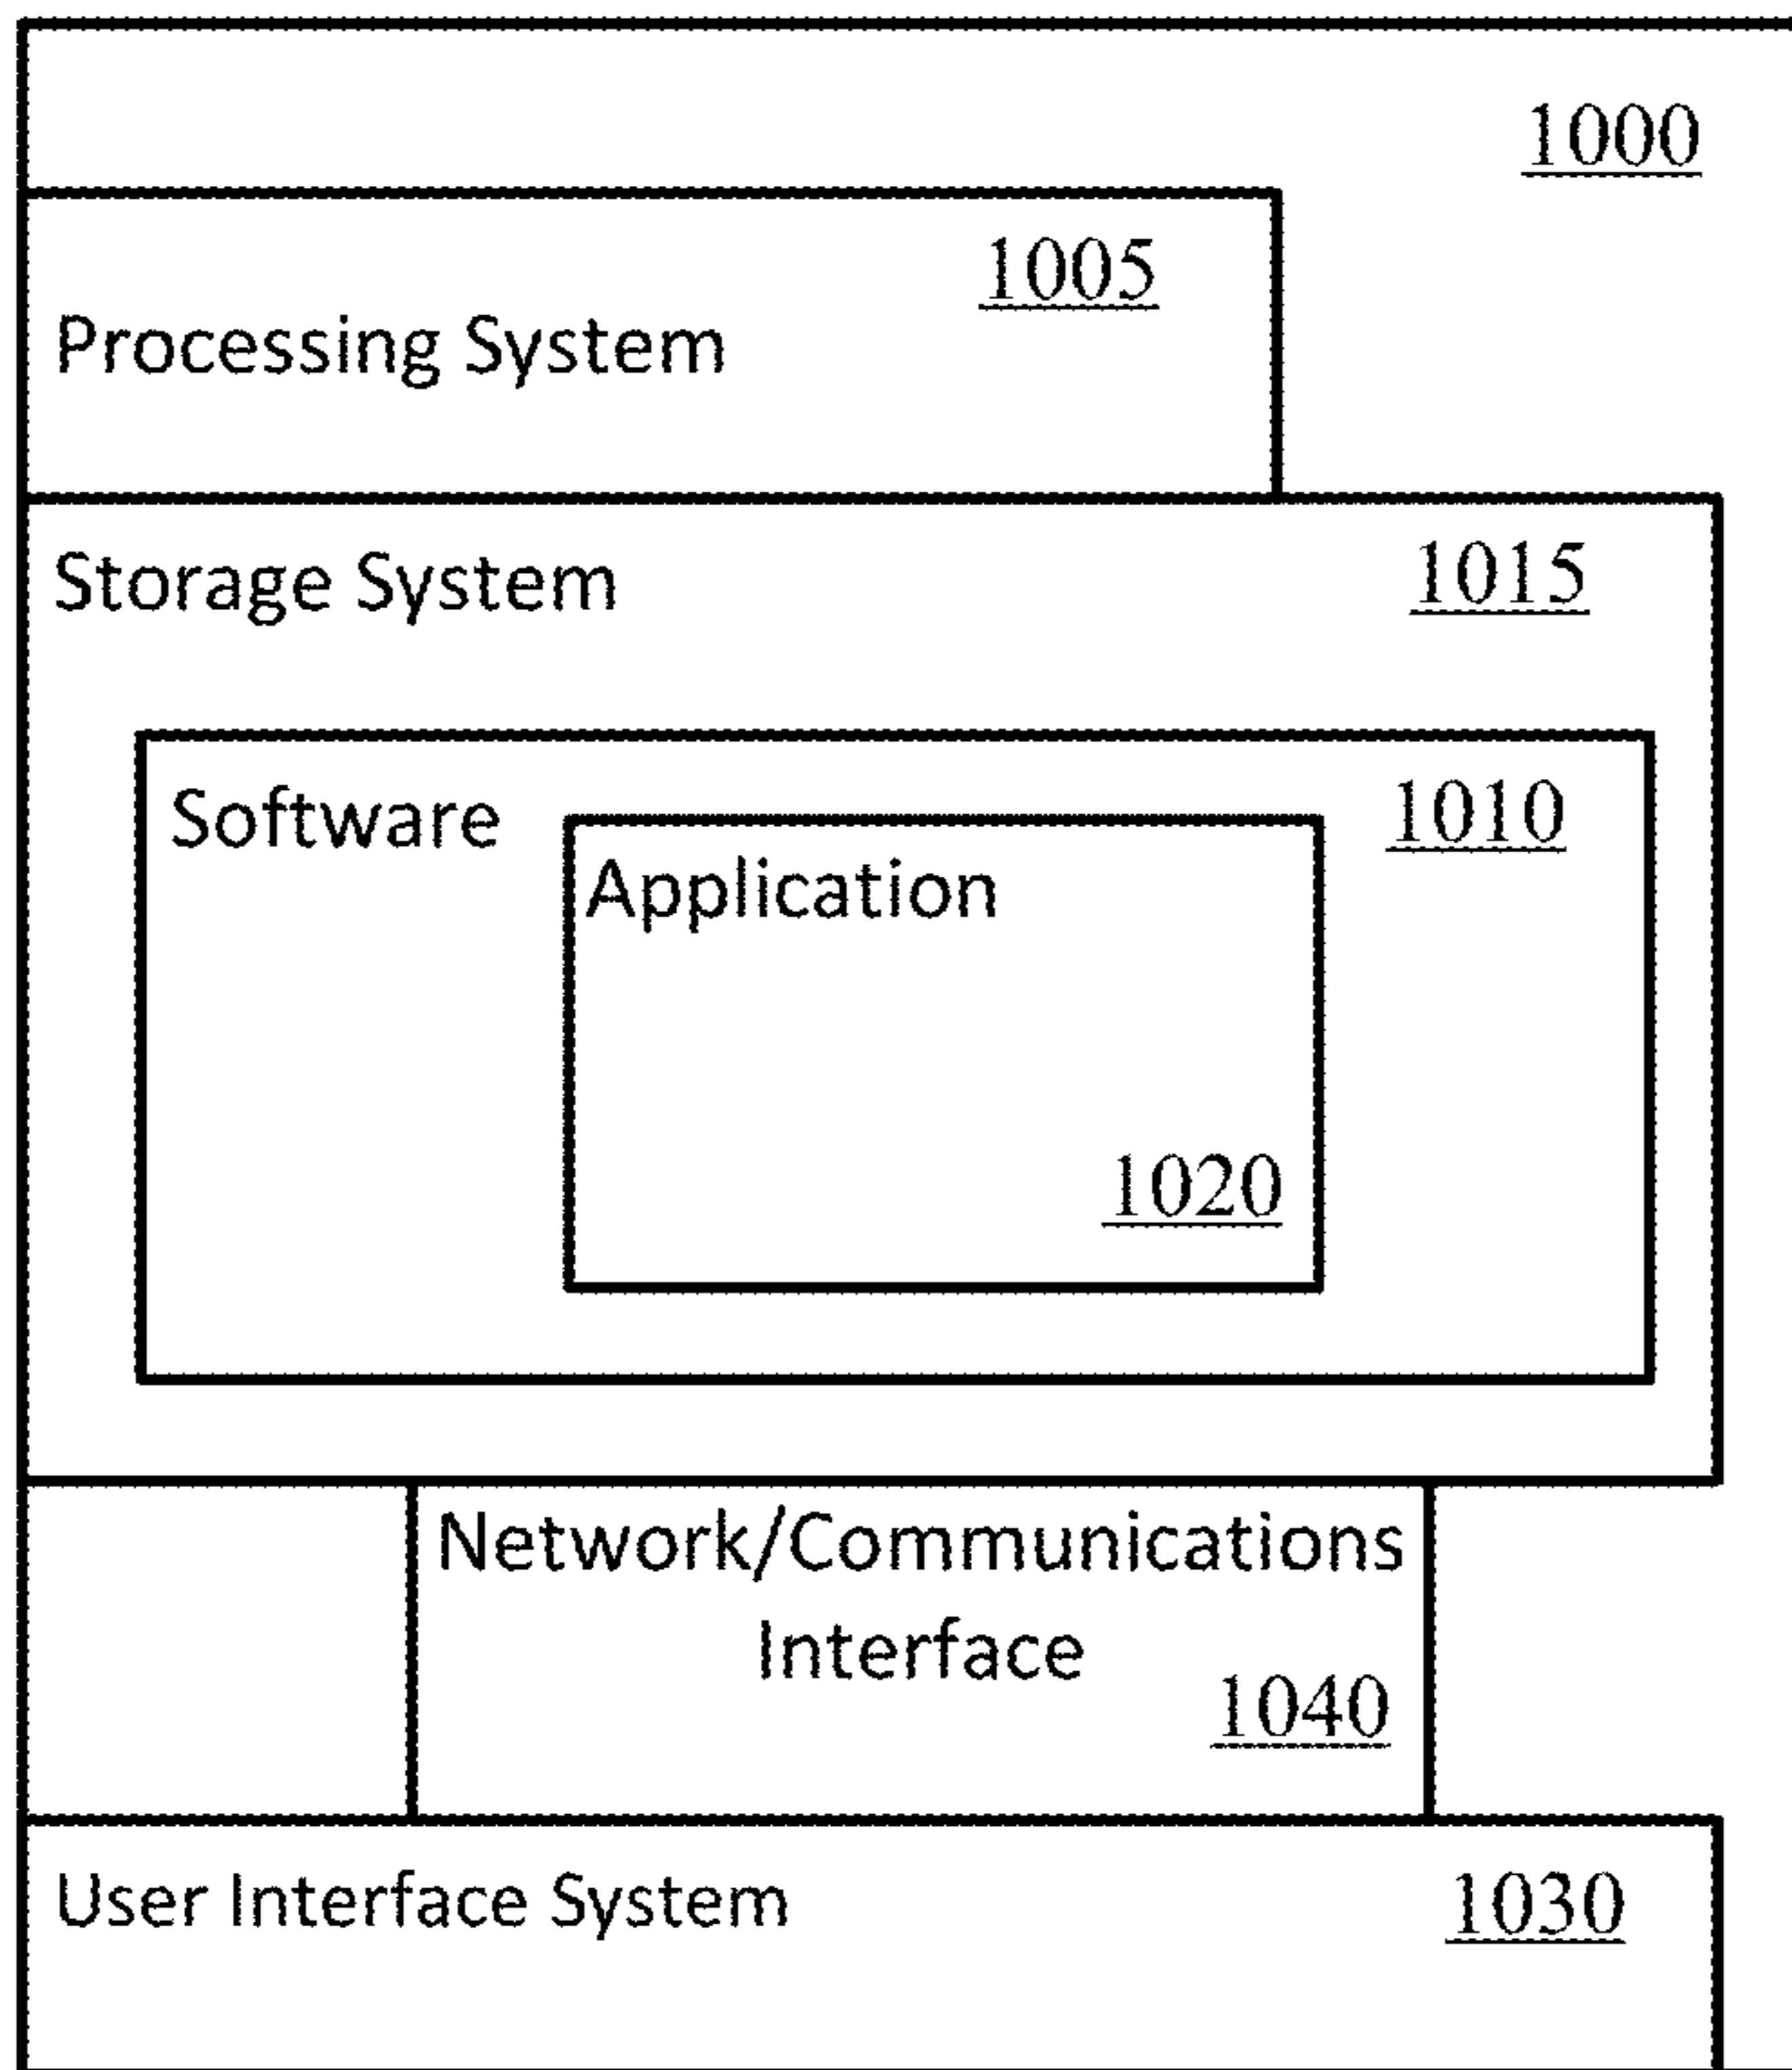 1000
1005
Processing System
Storage System 1015
Software 1010
Application
1020
Network/Communications
Interface
1040
User Interface System 1030